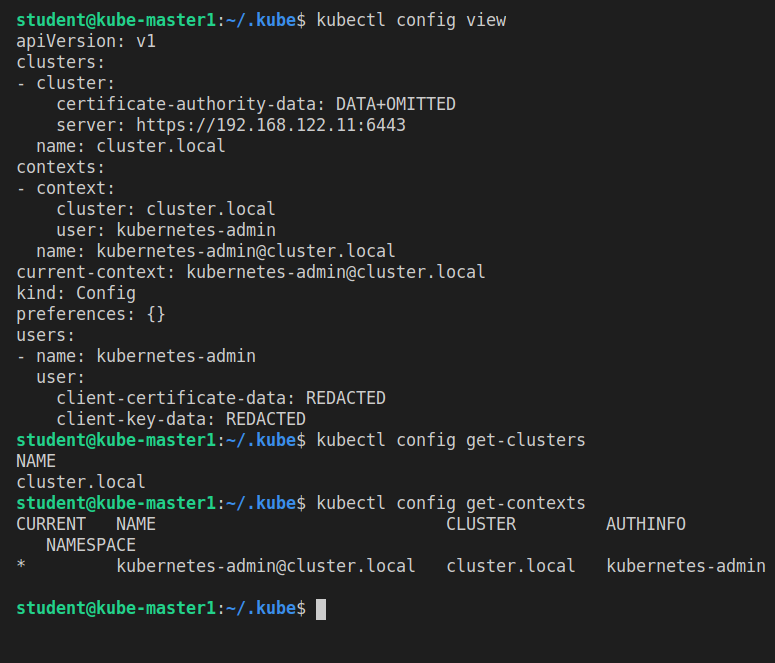 student@kube-master1:~/.kube$ kubectl config view
apiVersion: v1
clusters:
- cluster:
    certificate-authority-data: DATA+OMITTED
    server: https://192.168.122.11:6443
  name: cluster.local
contexts:
- context:
    cluster: cluster.local
    user: kubernetes-admin
  name: kubernetes-admin@cluster.local
current-context: kubernetes-admin@cluster.local
kind: Config
preferences: {}
users:
- name: kubernetes-admin
  user:
    client-certificate-data: REDACTED
    client-key-data: REDACTED
student@kube-master1:~/.kube$ kubectl config get-clusters
NAME
cluster.local
student@kube-master1:~/.kube$ kubectl config get-contexts
CURRENT   NAME                             CLUSTER         AUTHINFO
   NAMESPACE
*         kubernetes-admin@cluster.local   cluster.local   kubernetes-admin
student@kube-master1:~/.kube$